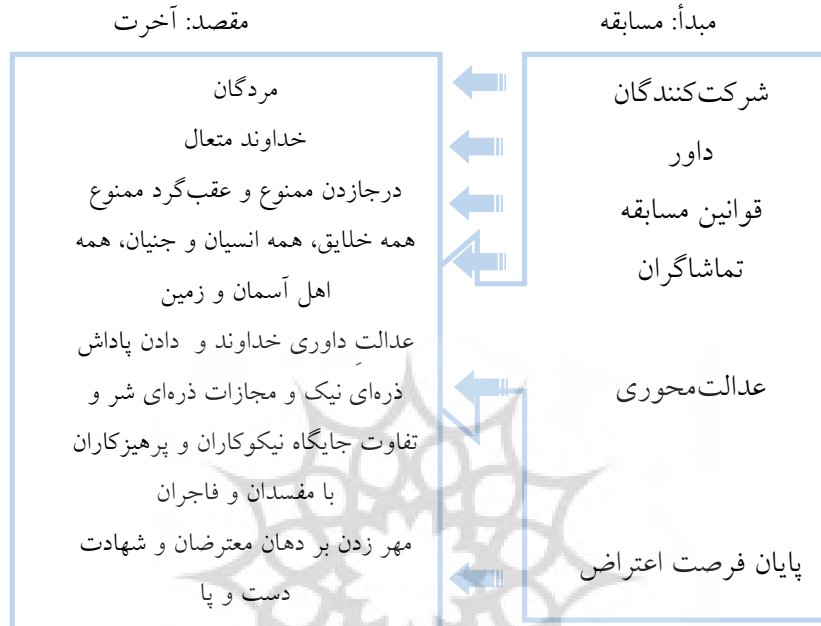 مبدأ: مسابقه
شرکت‌کنندگان
داور
قوانین مسابقه
تماشاگران
عدالت‌محوری
پایان فرصت اعتراض
مقصد: آخرت
مردگان
خداوند متعال
درجازدن ممنوع و عقب‌گرد ممنوع
همه خلایق، همه انسیان و جنیان، همه
اهل آسمان و زمین
عدالتِ داوری خداوند و دادن پاداش
ذره‌ای نیک و مجازات ذره‌ای شر و
تفاوت جایگاه نیکوکاران و پرهیزکاران
با مفسدان و فاجران
مهر زدن بر دهان معترضان و شهادت
دست و پا